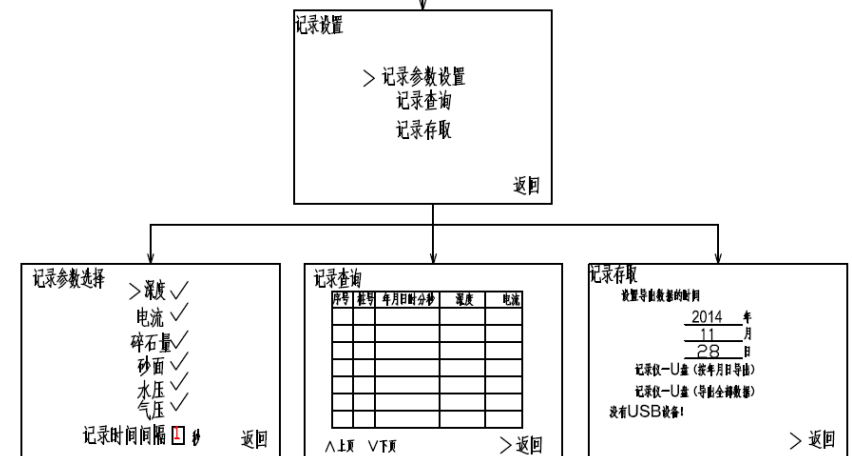 记录设置
> 记录参数设置
记录查询
记录存取
返回
记录参数选择
> 深度 ✓
电流 ✓
碎石量 ✓
砂面 ✓
水压 ✓
气压 ✓
记录时间间隔 1 秒
返回
记录查询
序号 桩号 年月日时分秒 深度 电流
∧上页 ∨下页 > 返回
记录存取
设置导出数据的时间
2014 年
11 月
28 日
记录仪—U盘（按年月日导出）
记录仪—U盘（导出全部数据）
没有USB设备!
> 返回